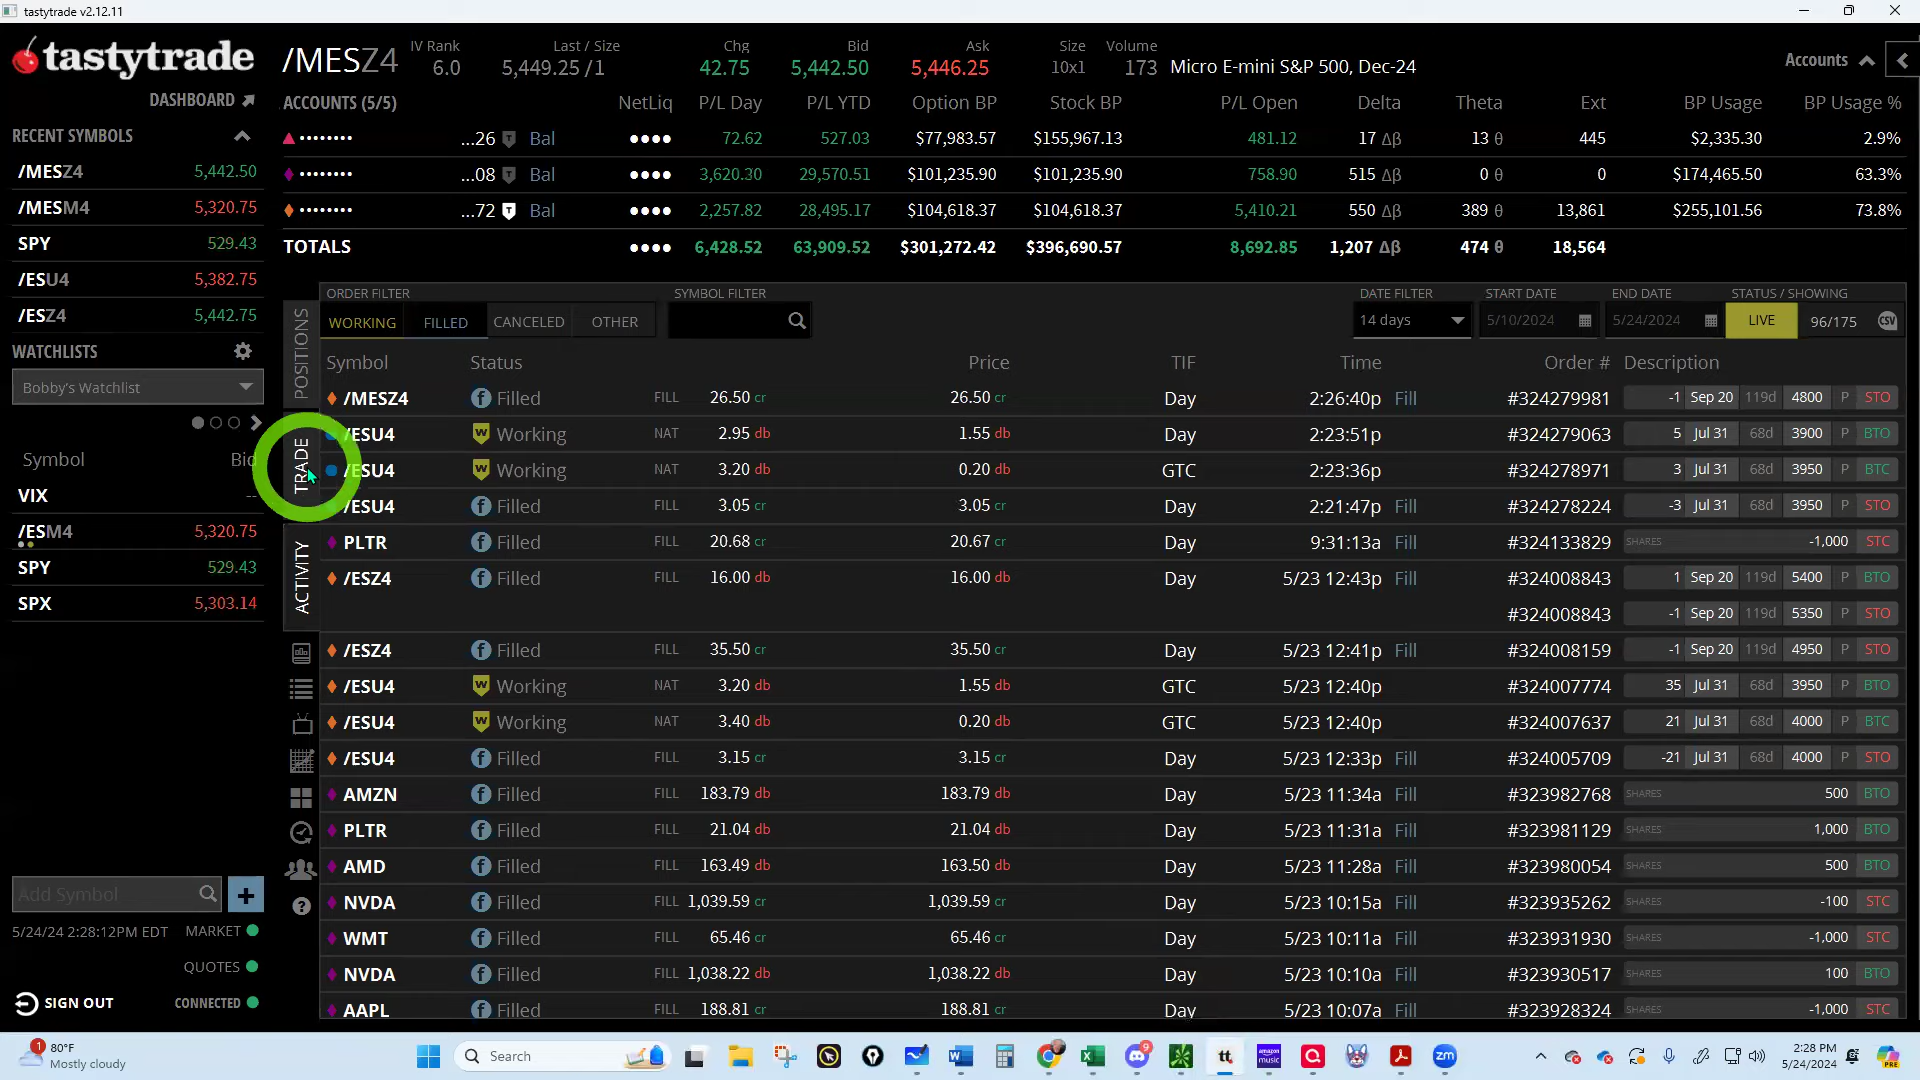 tastytrade v2.12.11
tastytrade
DASHBOARD
/MESZ4
IV Rank
6.0
Last / Size
5,449.25 /1
Chg
42.75
Bid
5,442.50
Ask
5,446.25
Size
10x1
Volume
173
Micro E-mini S&P 500, Dec-24
Accounts
ACCOUNTS (5/5) NetLiq P/L Day P/L YTD Option BP Stock BP P/L Open Delta Theta Ext BP Usage BP Usage %
•••••••• ...26 T Bal •••• 72.62 527.03 $77,983.57 $155,967.13 481.12 17 Δβ 13 θ 445 $2,335.30 2.9%
•••••••• ...08 T Bal •••• 3,620.30 29,570.51 $101,235.90 $101,235.90 758.90 515 Δβ 0 θ 0 $174,465.50 63.3%
•••••••• ...72 T Bal •••• 2,257.82 28,495.17 $104,618.37 $104,618.37 5,410.21 550 Δβ 389 θ 13,861 $255,101.56 73.8%
TOTALS •••• 6,428.52 63,909.52 $301,272.42 $396,690.57 8,692.85 1,207 Δβ 474 θ 18,564
RECENT SYMBOLS
/MESZ4 5,442.50
/MESM4 5,320.75
SPY 529.43
/ESU4 5,382.75
/ESZ4 5,442.75
WATCHLISTS
Bobby's Watchlist
Symbol Bid
VIX --
/ESM4 5,320.75
SPY 529.43
SPX 5,303.14
Add Symbol
+
5/24/24 2:28:12PM EDT MARKET
QUOTES
SIGN OUT CONNECTED
POSITIONS
TRADE
ACTIVITY
ORDER FILTER SYMBOL FILTER DATE FILTER START DATE END DATE STATUS / SHOWING
WORKING FILLED CANCELED OTHER 14 days 5/10/2024 5/24/2024 LIVE 96/175 CSV
Symbol Status Price TIF Time Order # Description
/MESZ4 f Filled FILL 26.50 cr 26.50 cr Day 2:26:40p Fill #324279981 -1 Sep 20 119d 4800 P STO
/ESU4 w Working NAT 2.95 db 1.55 db Day 2:23:51p #324279063 5 Jul 31 68d 3900 P BTO
/ESU4 w Working NAT 3.20 db 0.20 db GTC 2:23:36p #324278971 3 Jul 31 68d 3950 P BTC
/ESU4 f Filled FILL 3.05 cr 3.05 cr Day 2:21:47p Fill #324278224 -3 Jul 31 68d 3950 P STO
PLTR f Filled FILL 20.68 cr 20.67 cr Day 9:31:13a Fill #324133829 SHARES -1,000 STC
/ESZ4 f Filled FILL 16.00 db 16.00 db Day 5/23 12:43p Fill #324008843 1 Sep 20 119d 5400 P BTO
#324008843 -1 Sep 20 119d 5350 P STO
/ESZ4 f Filled FILL 35.50 cr 35.50 cr Day 5/23 12:41p Fill #324008159 -1 Sep 20 119d 4950 P STO
/ESU4 w Working NAT 3.20 db 1.55 db GTC 5/23 12:40p #324007774 35 Jul 31 68d 3950 P BTO
/ESU4 w Working NAT 3.40 db 0.20 db GTC 5/23 12:40p #324007637 21 Jul 31 68d 4000 P BTC
/ESU4 f Filled FILL 3.15 cr 3.15 cr Day 5/23 12:33p Fill #324005709 -21 Jul 31 68d 4000 P STO
AMZN f Filled FILL 183.79 db 183.79 db Day 5/23 11:34a Fill #323982768 SHARES 500 BTO
PLTR f Filled FILL 21.04 db 21.04 db Day 5/23 11:31a Fill #323981129 SHARES 1,000 BTO
AMD f Filled FILL 163.49 db 163.50 db Day 5/23 11:28a Fill #323980054 SHARES 500 BTO
NVDA f Filled FILL 1,039.59 cr 1,039.59 cr Day 5/23 10:15a Fill #323935262 SHARES -100 STC
WMT f Filled FILL 65.46 cr 65.46 cr Day 5/23 10:11a Fill #323931930 SHARES -1,000 STC
NVDA f Filled FILL 1,038.22 db 1,038.22 db Day 5/23 10:10a Fill #323930517 SHARES 100 BTO
AAPL f Filled FILL 188.81 cr 188.81 cr Day 5/23 10:07a Fill #323928324 SHARES -1,000 STC
1
80°F
Mostly cloudy
Search
9
tt
amazon music
zm
2:28 PM
5/24/2024
PRE